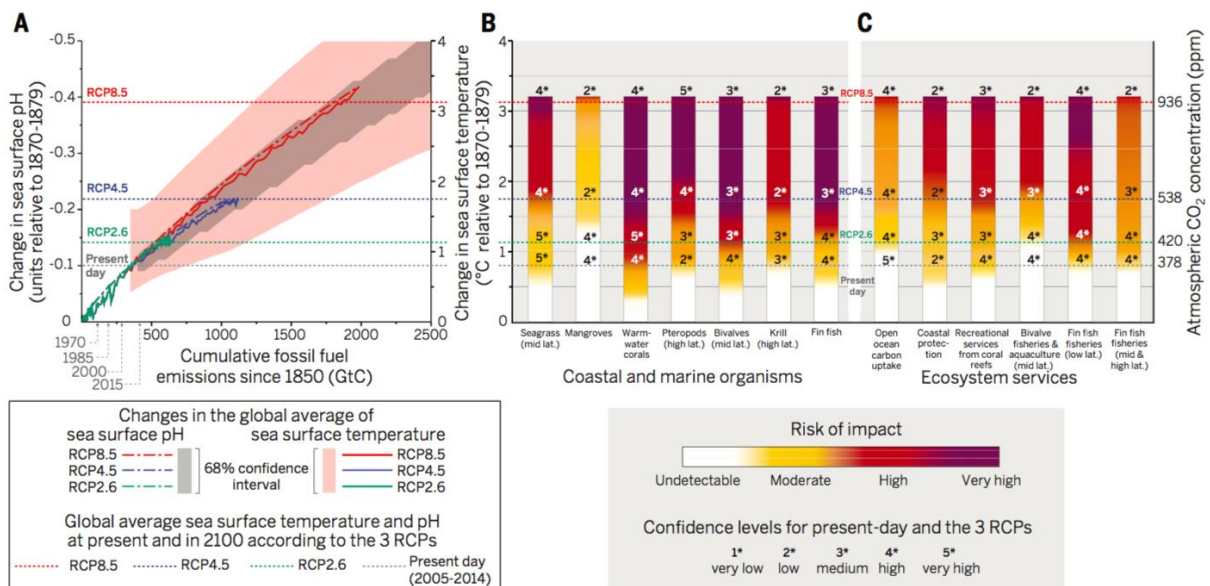 A
B
C
Change in sea surface pH
(units relative to 1870-1879)
-0.5
-0.4
-0.3
-0.2
-0.1
0
RCP8.5
RCP4.5
RCP2.6
Present
day
4
3
2
1
0
Change in sea surface temperature
(°C relative to 1870-1879)
500
1000
1500
2000
2500
1970
1985
2000
2015
Cumulative fossil fuel
emissions since 1850 (GtC)
4
3
2
1
0
4* 2* 4* 5* 3* 2* 3*
4* 2* 4* 4* 3* 2* 3*
5* 5* 3* 3* 3* 4*
5* 4* 4* 2* 4* 3* 4*
Seagrass
(mid lat.)
Mangroves
Warm-
water
corals
Pteropods
(high lat.)
Bivalves
(mid lat.)
Krill
(high lat.)
Fin fish
Coastal and marine organisms
RCP8.5
RCP4.5
RCP2.6
Present
day
4* 2* 3* 2* 4* 2*
4* 2* 4* 3* 4* 3*
4* 3* 3* 4* 4*
5* 2* 3* 2* 4* 4*
Open
ocean
carbon
uptake
Coastal
protec-
tion
Recreational
services
from coral
reefs
Bivalve
fisheries &
aquaculture
(mid lat.)
Fin fish
fisheries
(low lat.)
Fin fish
fisheries
(mid &
high lat.)
Ecosystem services
936
538
420
378
Atmospheric CO2 concentration (ppm)
Changes in the global average of
sea surface pH sea surface temperature
RCP8.5 RCP8.5
RCP4.5 68% confidence RCP4.5
RCP2.6 interval RCP2.6
Global average sea surface temperature and pH
at present and in 2100 according to the 3 RCPs
RCP8.5 RCP4.5 RCP2.6 Present day
(2005-2014)
Risk of impact
Undetectable Moderate High Very high
Confidence levels for present-day and the 3 RCPs
1* 2* 3* 4* 5*
very low low medium high very high